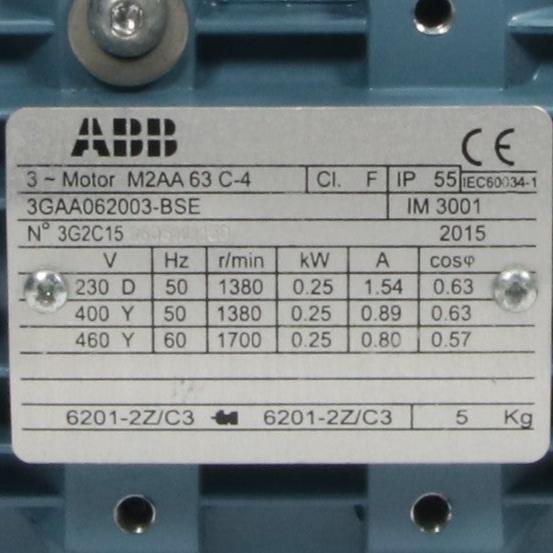 ABB
CE
3 ~ Motor M2AA 63 C-4 Cl. F IP 55 IEC60034-1
3GAA062003-BSE IM 3001
N° 3G2C15 2015
V Hz r/min kW A cosφ
230 D 50 1380 0.25 1.54 0.63
400 Y 50 1380 0.25 0.89 0.63
460 Y 60 1700 0.25 0.80 0.57
6201-2Z/C3 6201-2Z/C3 5 Kg